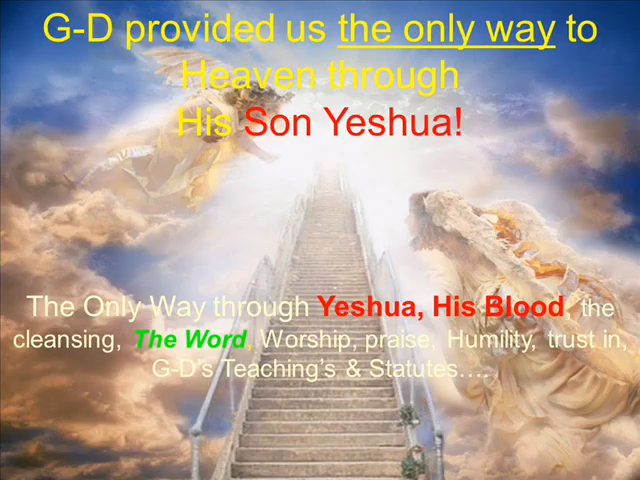 G-D provided us the only way to
Heaven through
His Son Yeshua!
The Only Way through Yeshua, His Blood, the
cleansing, The Word, Worship, praise, Humility, trust in,
G-D's Teaching's & Statutes….